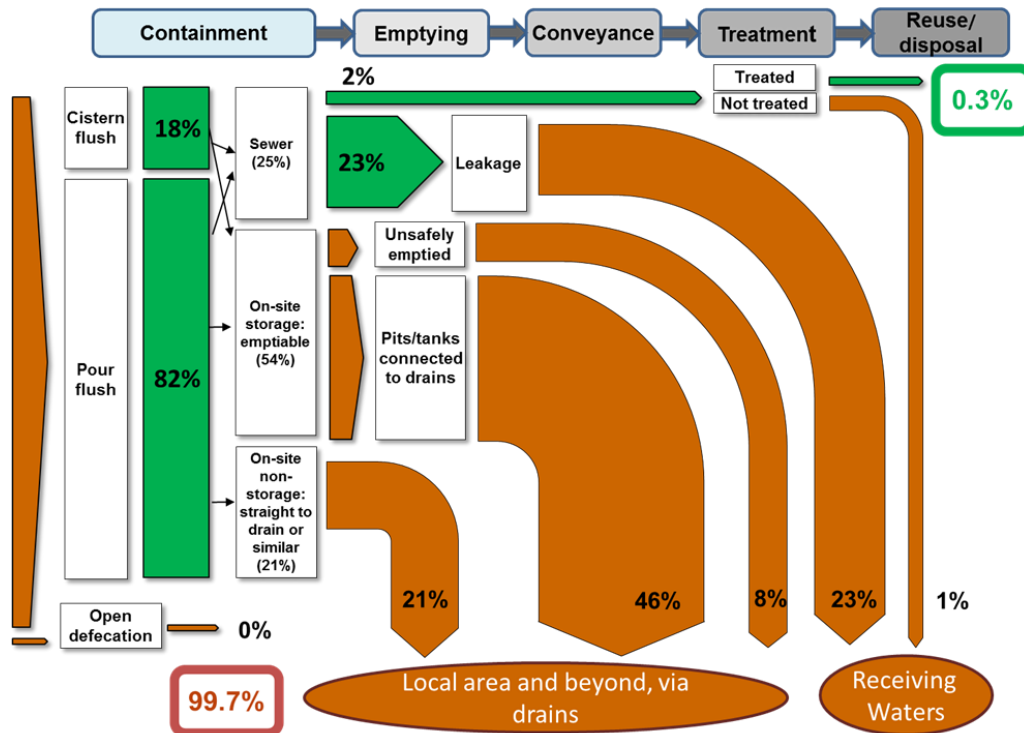 Containment
Emptying
Conveyance
Treatment
Reuse/
disposal
2%
Treated
Not treated
0.3%
Cistern
flush
18%
Sewer
(25%)
23%
Leakage
Unsafely
emptied
On-site
storage:
emptiable
(54%)
Pits/tanks
connected
to drains
Pour
flush
82%
On-site
non-
storage:
straight to
drain or
similar
(21%)
21%
46%
8%
23%
1%
Open
defecation
0%
99.7%
Local area and beyond, via
drains
Receiving
Waters